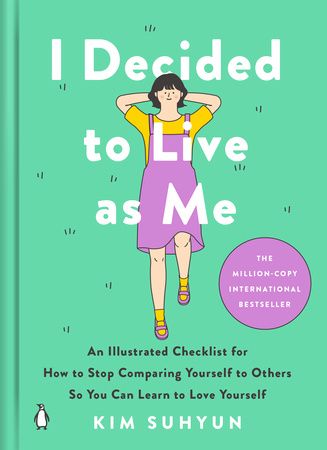 I Decided
to Live
as Me
THE
MILLION-COPY
INTERNATIONAL
BESTSELLER
An Illustrated Checklist for
How to Stop Comparing Yourself to Others
So You Can Learn to Love Yourself
KIM SUHYUN